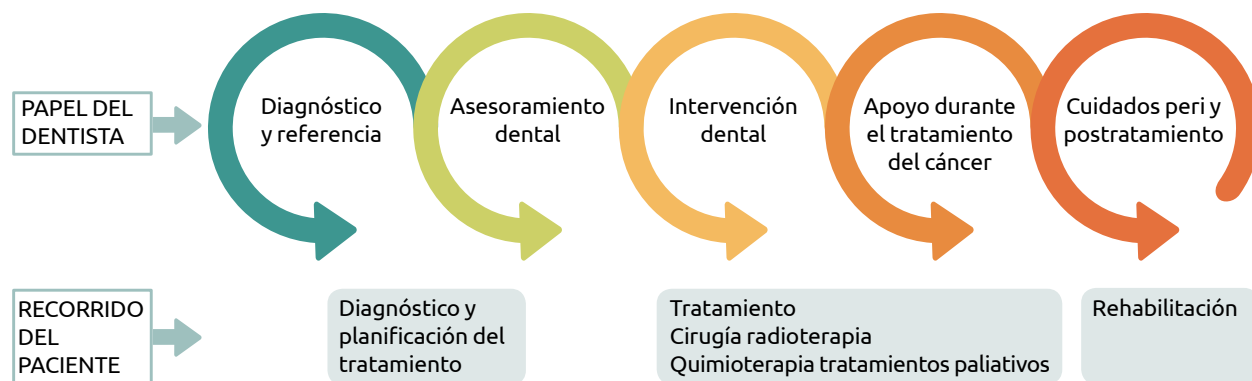 PAPEL DEL
DENTISTA
Diagnóstico
y referencia
Asesoramiento
dental
Intervención
dental
Apoyo durante
el tratamiento
del cáncer
Cuidados peri y
postratamiento
RECORRIDO
DEL
PACIENTE
Diagnóstico y
planificación del
tratamiento
Tratamiento
Cirugía radioterapia
Quimioterapia tratamientos paliativos
Rehabilitación